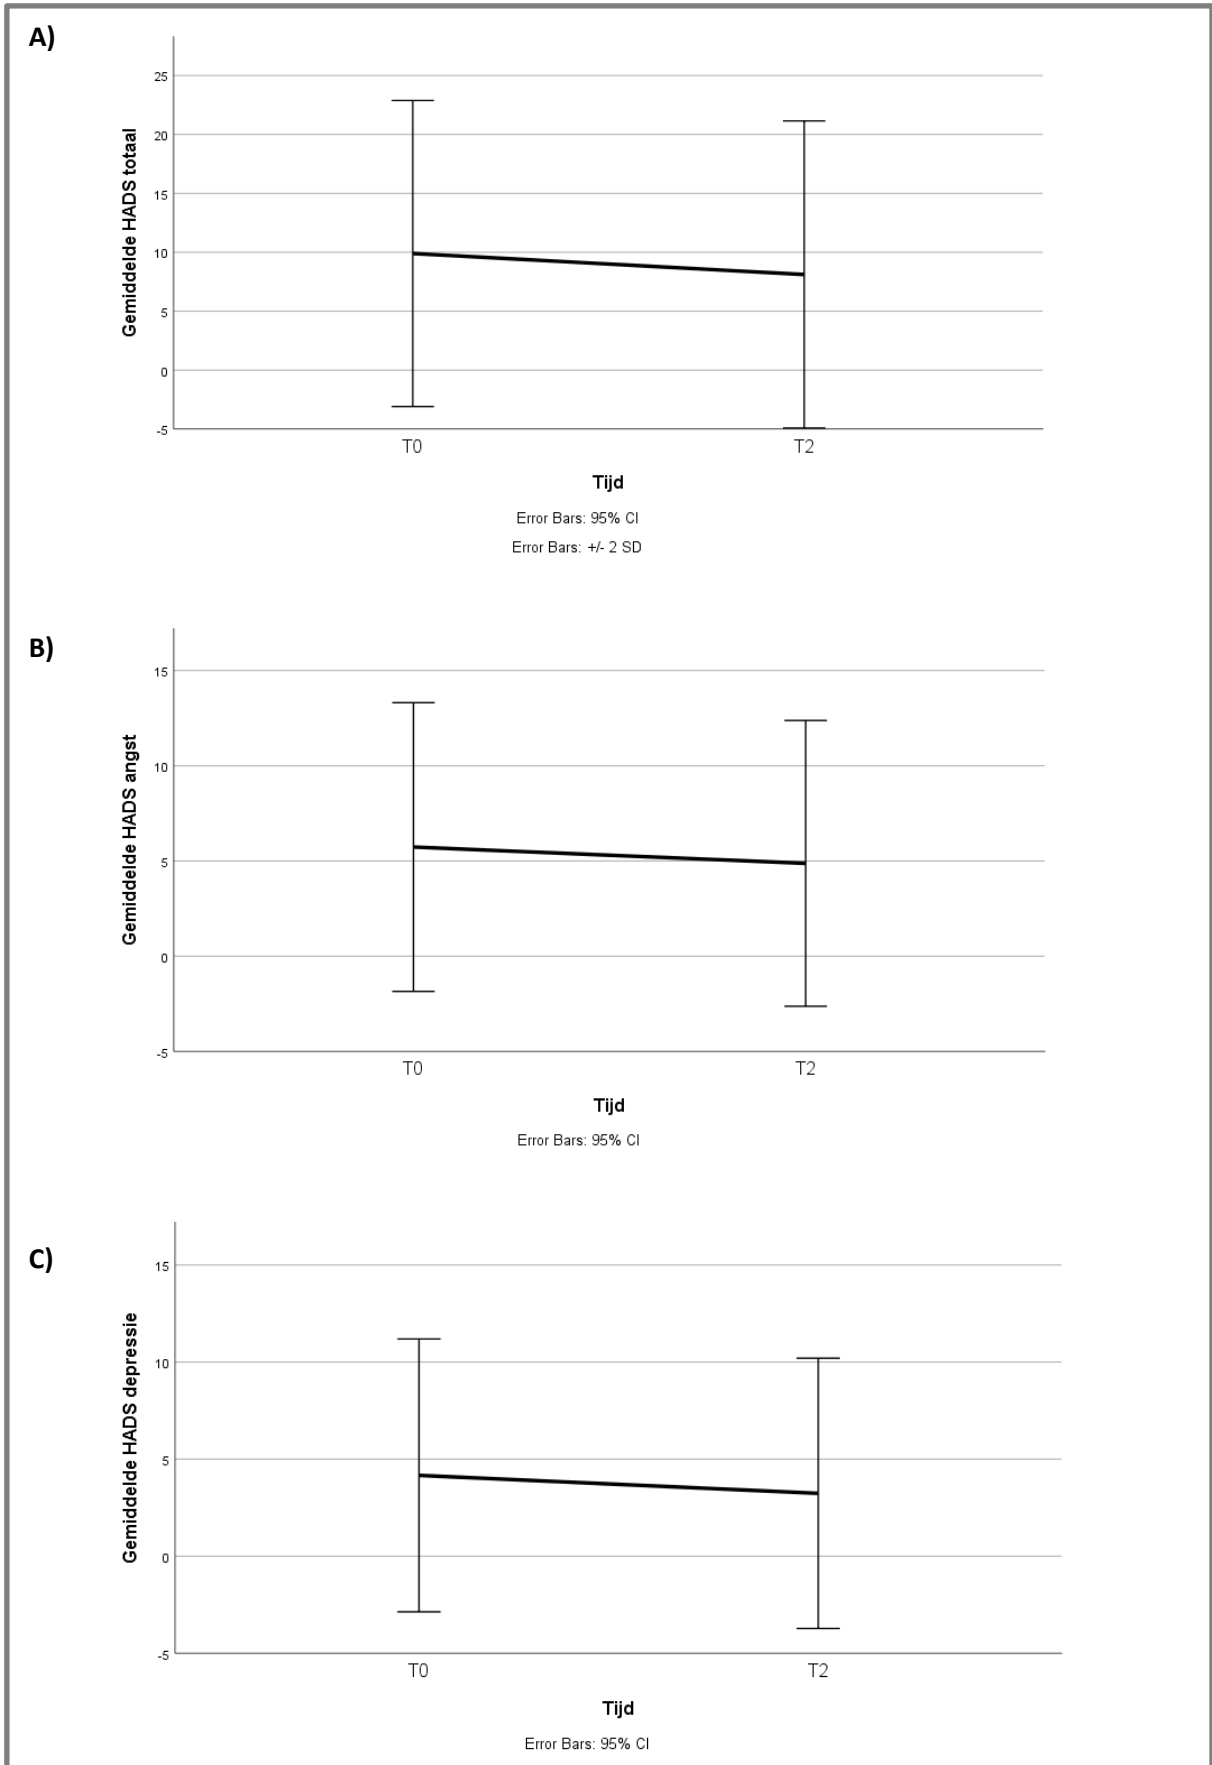 A)
Gemiddelde HADS totaal
25
20
15
10
5
0
-5
T0 T2
Tijd
Error Bars: 95% CI
Error Bars: +/- 2 SD
B)
Gemiddelde HADS angst
15
10
5
0
-5
T0 T2
Tijd
Error Bars: 95% CI
C)
Gemiddelde HADS depressie
15
10
5
0
-5
T0 T2
Tijd
Error Bars: 95% CI